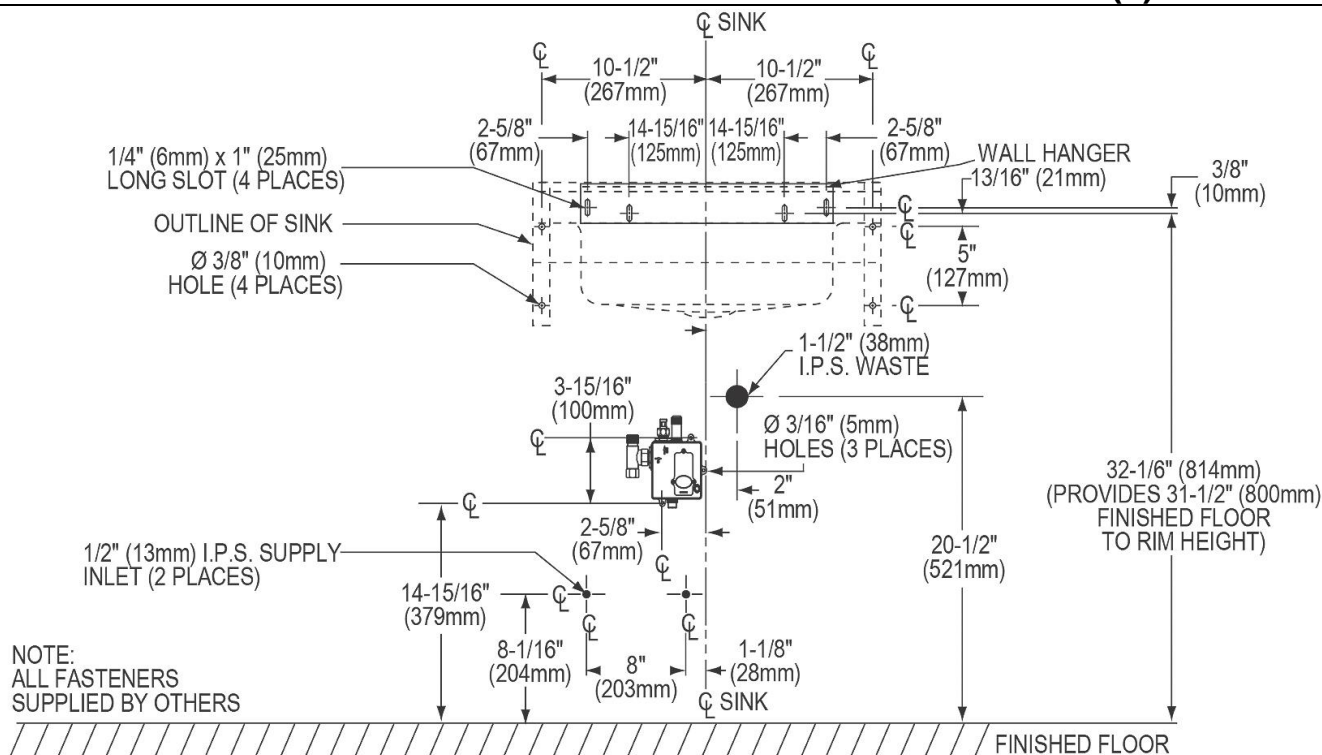 ℄ SINK
℄
℄
10-1/2"
(267mm)
10-1/2"
(267mm)
2-5/8"
(67mm)
14-15/16"
(125mm)
14-15/16"
(125mm)
2-5/8"
(67mm)
1/4" (6mm) x 1" (25mm)
LONG SLOT (4 PLACES)
WALL HANGER
13/16" (21mm)
3/8"
(10mm)
℄
℄
OUTLINE OF SINK
5"
(127mm)
Ø 3/8" (10mm)
HOLE (4 PLACES)
℄
1-1/2" (38mm)
I.P.S. WASTE
3-15/16"
(100mm)
℄
Ø 3/16" (5mm)
HOLES (3 PLACES)
32-1/6" (814mm)
(PROVIDES 31-1/2" (800mm)
FINISHED FLOOR
TO RIM HEIGHT)
2"
(51mm)
℄
2-5/8"
(67mm)
℄
20-1/2"
(521mm)
1/2" (13mm) I.P.S. SUPPLY
INLET (2 PLACES)
14-15/16"
(379mm)
℄
℄
℄
8-1/16"
(204mm)
8"
(203mm)
1-1/8"
(28mm)
NOTE:
ALL FASTENERS
SUPPLIED BY OTHERS
℄ SINK
FINISHED FLOOR